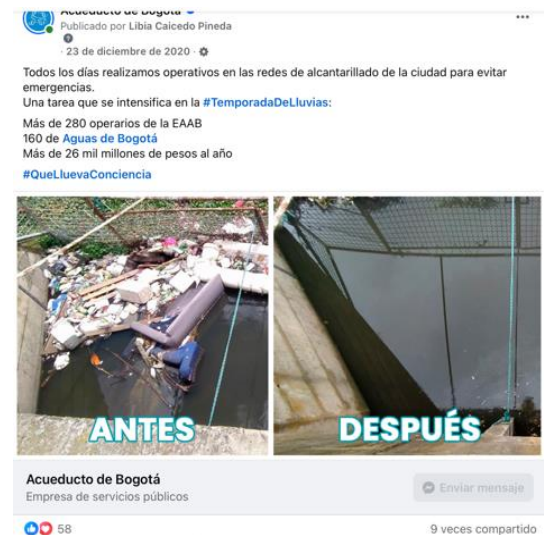 Acueducto de Bogotá
Publicado por Libia Caicedo Pineda
· 23 de diciembre de 2020 ·
Todos los días realizamos operativos en las redes de alcantarillado de la ciudad para evitar
emergencias.
Una tarea que se intensifica en la #TemporadaDeLluvias:
Más de 280 operarios de la EAAB
160 de Aguas de Bogotá
Más de 26 mil millones de pesos al año
#QueLluevaConciencia
ANTES
DESPUÉS
Acueducto de Bogotá
Empresa de servicios públicos
Enviar mensaje
58
9 veces compartido